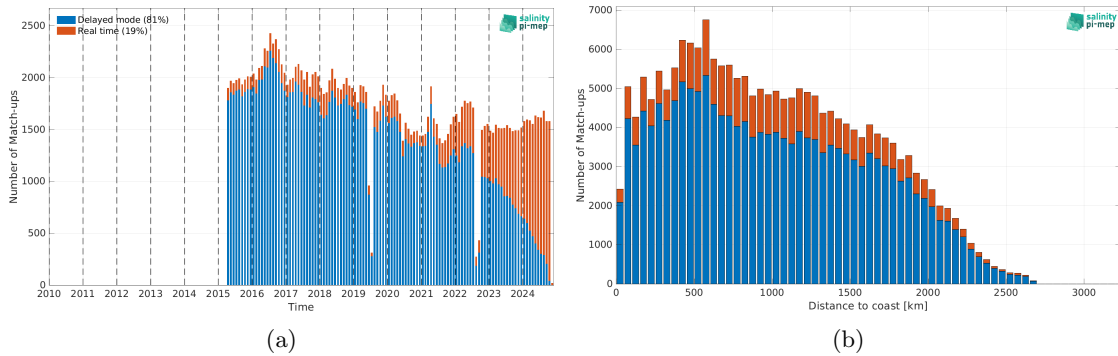 Delayed mode (81%)
Real time (19%)
salinity
pi-mep
Number of Match-ups
2500
2000
1500
1000
500
0
2010 2011 2012 2013 2014 2015 2016 2017 2018 2019 2020 2021 2022 2023 2024
Time
(a)
salinity
pi-mep
Number of Match-ups
7000
6000
5000
4000
3000
2000
1000
0
0 500 1000 1500 2000 2500 3000
Distance to coast [km]
(b)